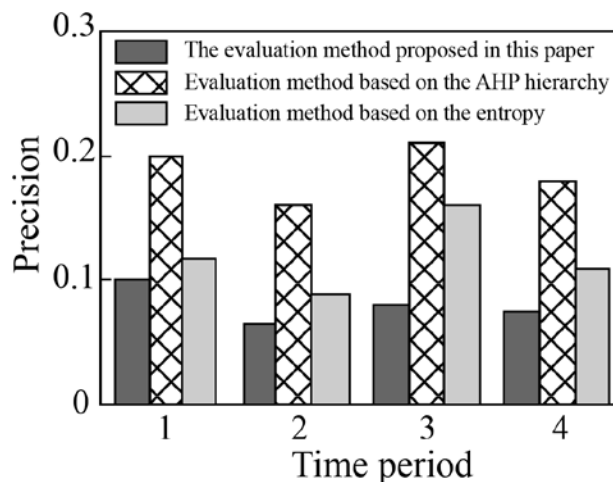 0.3
The evaluation method proposed in this paper
Evaluation method based on the AHP hierarchy
Evaluation method based on the entropy
0.2
Precision
0.1
0
1 2 3 4
Time period